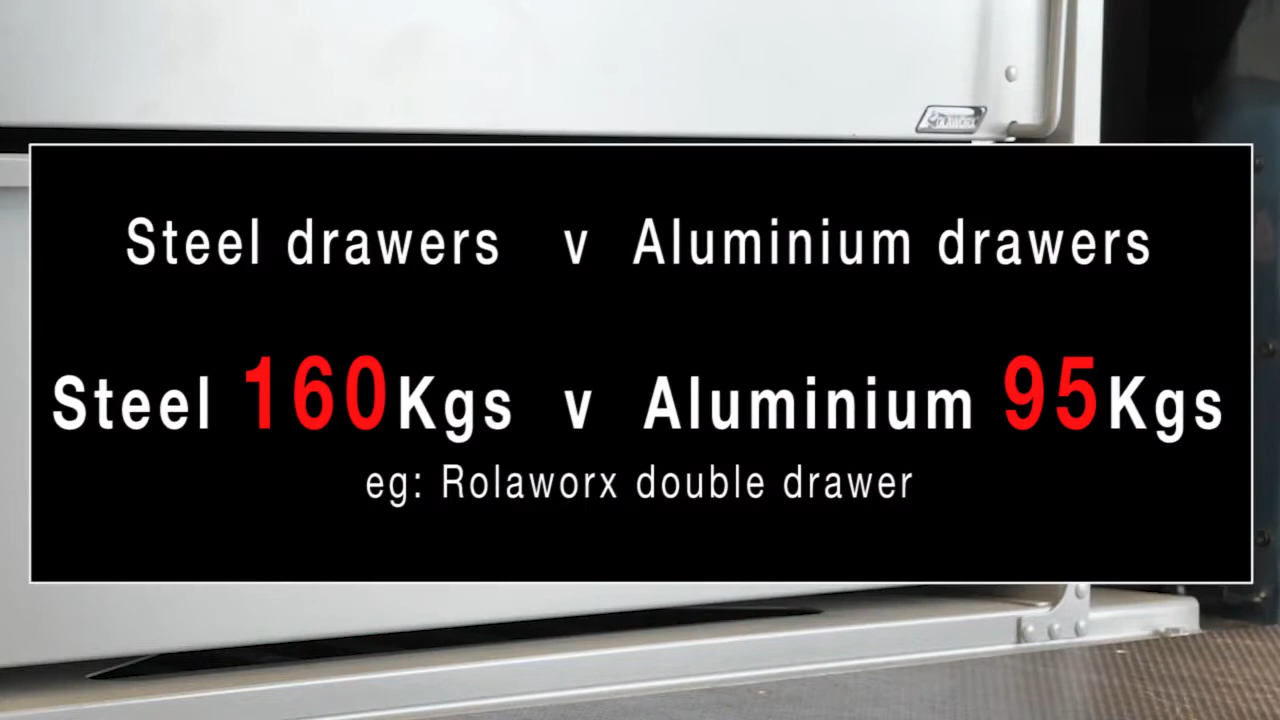 Steel drawers v Aluminium drawers
Steel 160Kgs v Aluminium 95Kgs
eg: Rolaworx double drawer